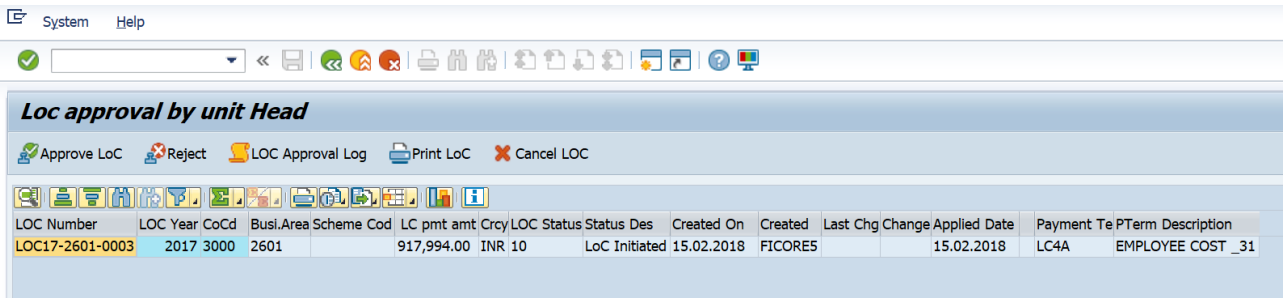 System Help
Loc approval by unit Head
Approve LoC Reject LOC Approval Log Print LoC Cancel LOC
LOC Number LOC Year CoCd Busi.Area Scheme Cod LC pmt amt Crcy LOC Status Status Des Created On Created Last Chg Change Applied Date Payment Te PTerm Description
LOC17-2601-0003 2017 3000 2601 917,994.00 INR 10 LoC Initiated 15.02.2018 FICORE5 15.02.2018 LC4A EMPLOYEE COST _31